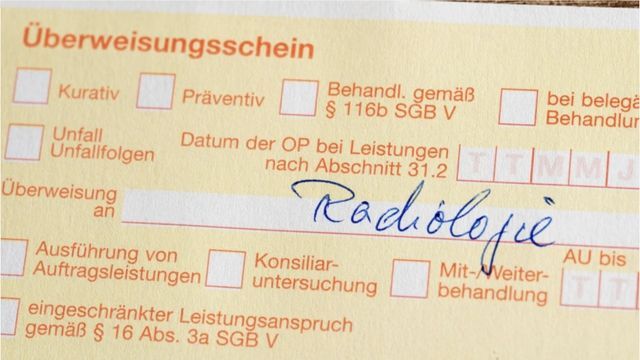 Überweisungsschein
Kurativ Präventiv Behandl. gemäß § 116b SGB V bei belegä Behandlun
Unfall Unfallfolgen Datum der OP bei Leistungen nach Abschnitt 31.2 T T M M J
Überweisung an Radiologie
AU bis
Ausführung von Auftragsleistungen Konsiliar- untersuchung Mit-/Weiter- behandlung T T
eingeschränkter Leistungsanspruch
gemäß § 16 Abs. 3a SGB V